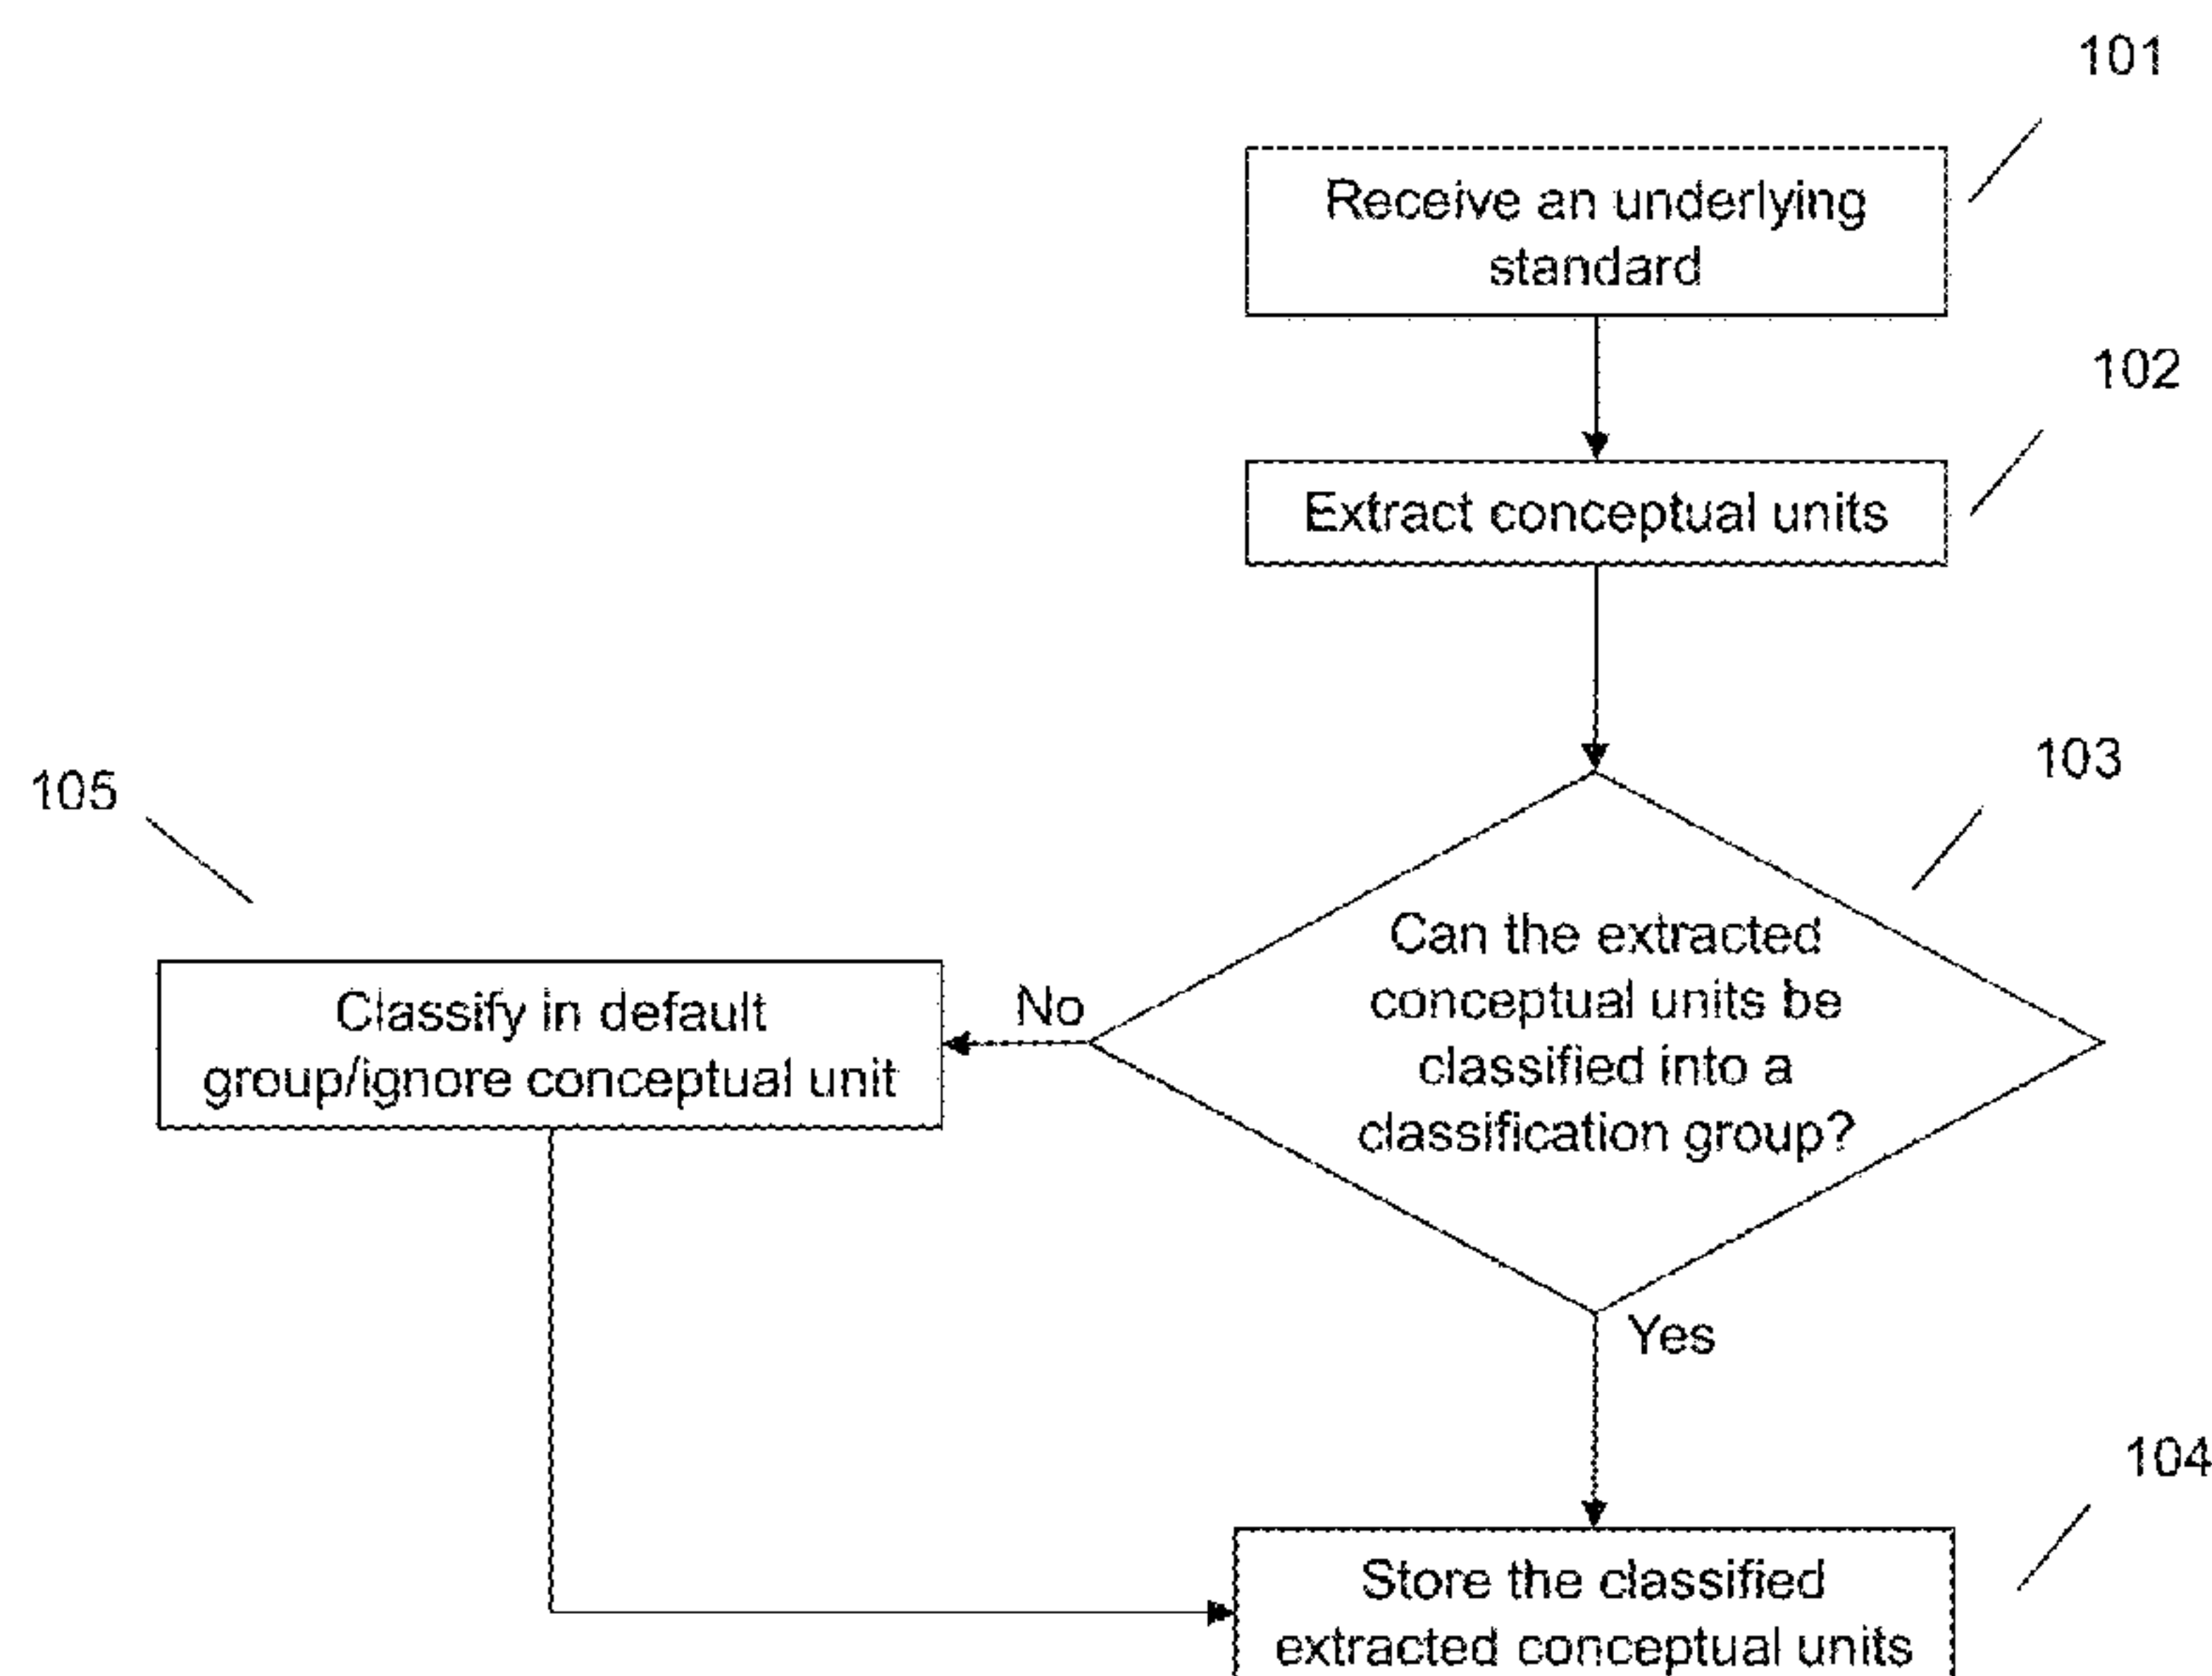 101
Receive an underlying
standard
102
Extract conceptual units
103
105
Can the extracted
conceptual units be
classified into a
classification group?
No
Classify in default
group/ignore conceptual unit
Yes
104
Store the classified
extracted conceptual units